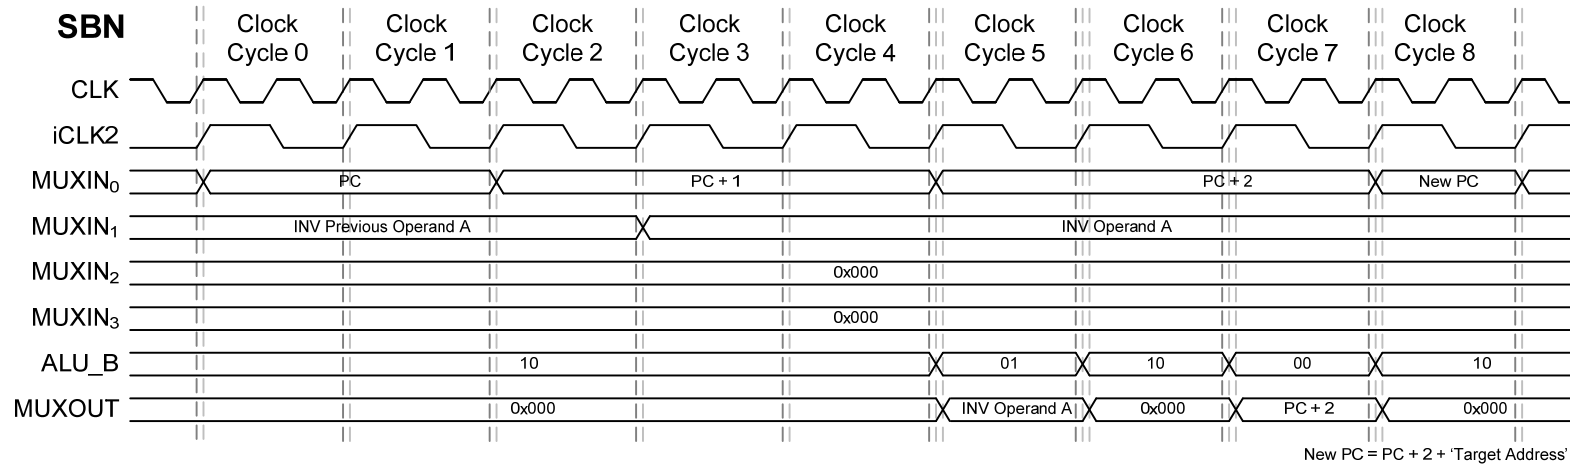 SBN
Clock Cycle 0
Clock Cycle 1
Clock Cycle 2
Clock Cycle 3
Clock Cycle 4
Clock Cycle 5
Clock Cycle 6
Clock Cycle 7
Clock Cycle 8
CLK
iCLK2
MUXIN₀ PC PC + 1 PC + 2 New PC
MUXIN₁ INV Previous Operand A INV Operand A
MUXIN₂ 0x000
MUXIN₃ 0x000
ALU_B 10 01 10 00 10
MUXOUT 0x000 INV Operand A 0x000 PC + 2 0x000
New PC = PC + 2 + ‘Target Address’